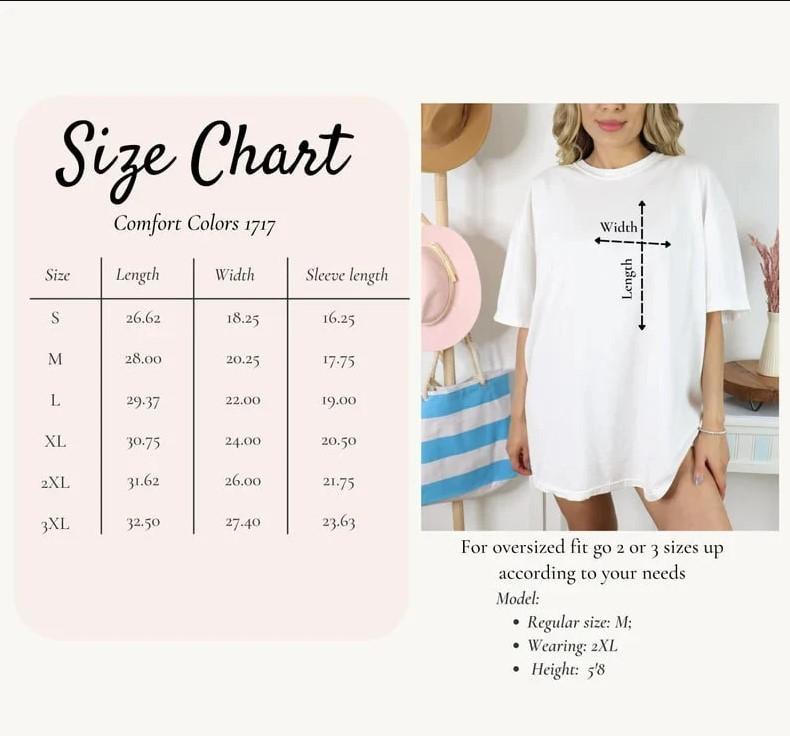 Size Chart
Comfort Colors 1717
Size Length Width Sleeve length
S 26.62 18.25 16.25
M 28.00 20.25 17.75
L 29.37 22.00 19.00
XL 30.75 24.00 20.50
2XL 31.62 26.00 21.75
3XL 32.50 27.40 23.63
Width
Length
For oversized fit go 2 or 3 sizes up
according to your needs
Model:
• Regular size: M;
• Wearing: 2XL
• Height: 5'8